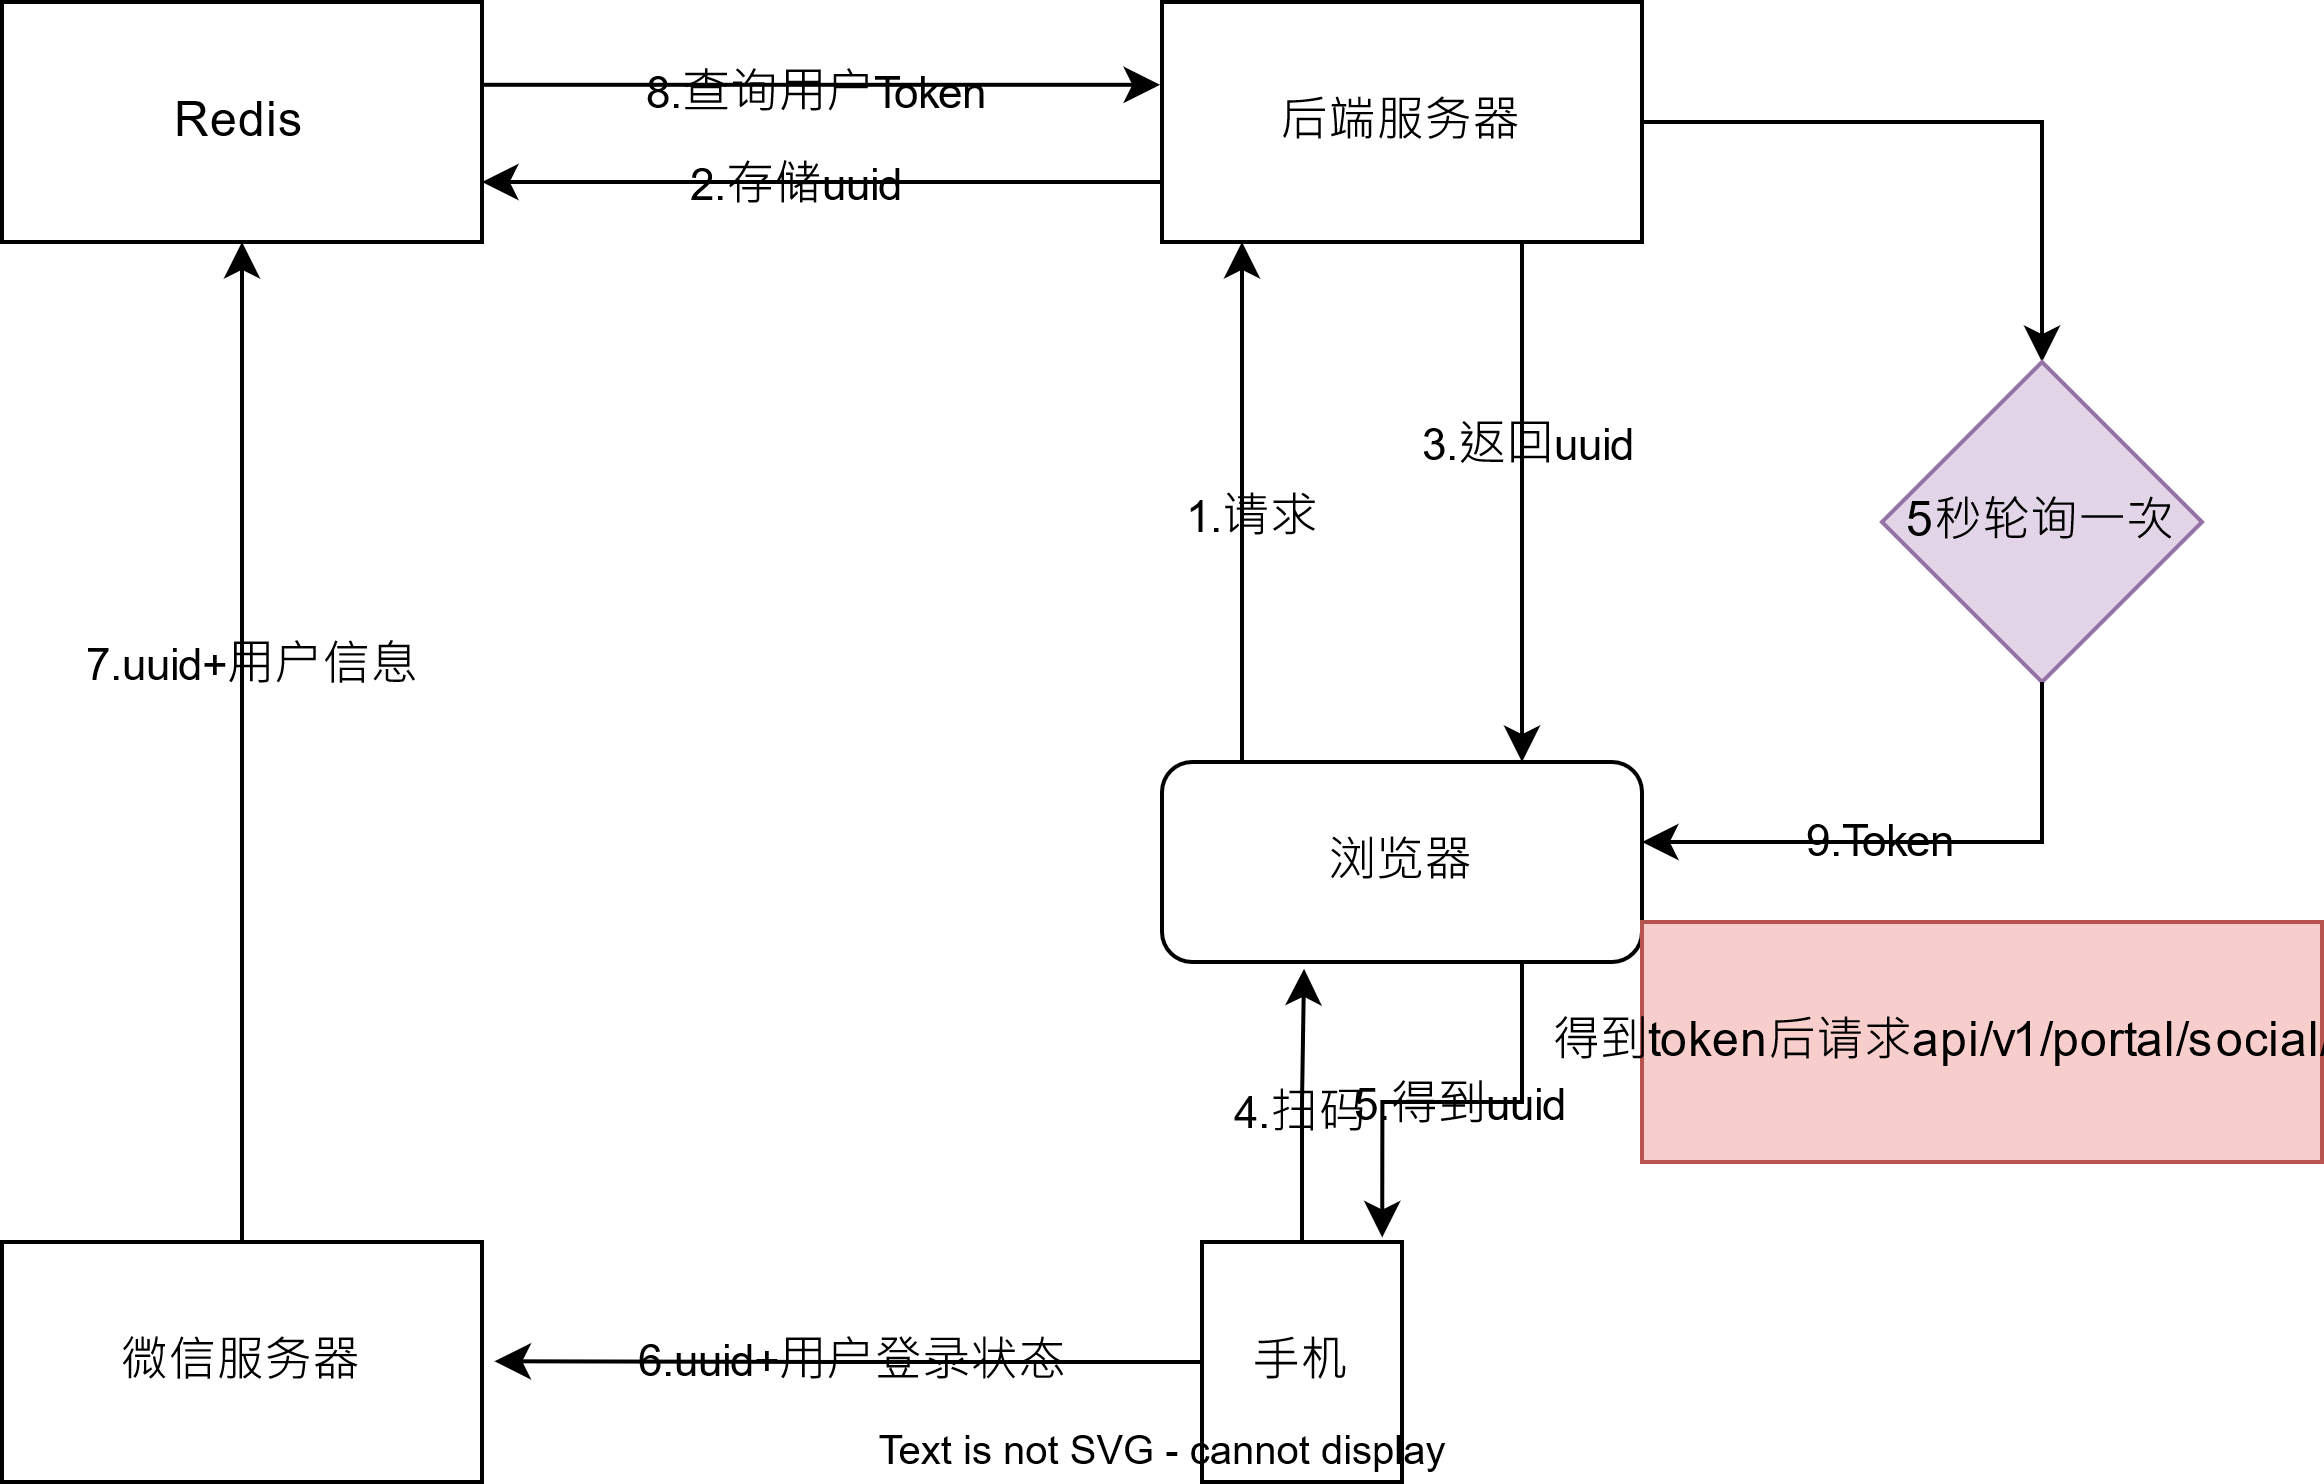 Redis
8.查询用户Token
后端服务器
2.存储uuid
3.返回uuid
1.请求
5秒轮询一次
7.uuid+用户信息
浏览器
9.Token
得到token后请求api/v1/portal/social/
4.扫码
5.得到uuid
微信服务器
6.uuid+用户登录状态
手机
Text is not SVG - cannot display